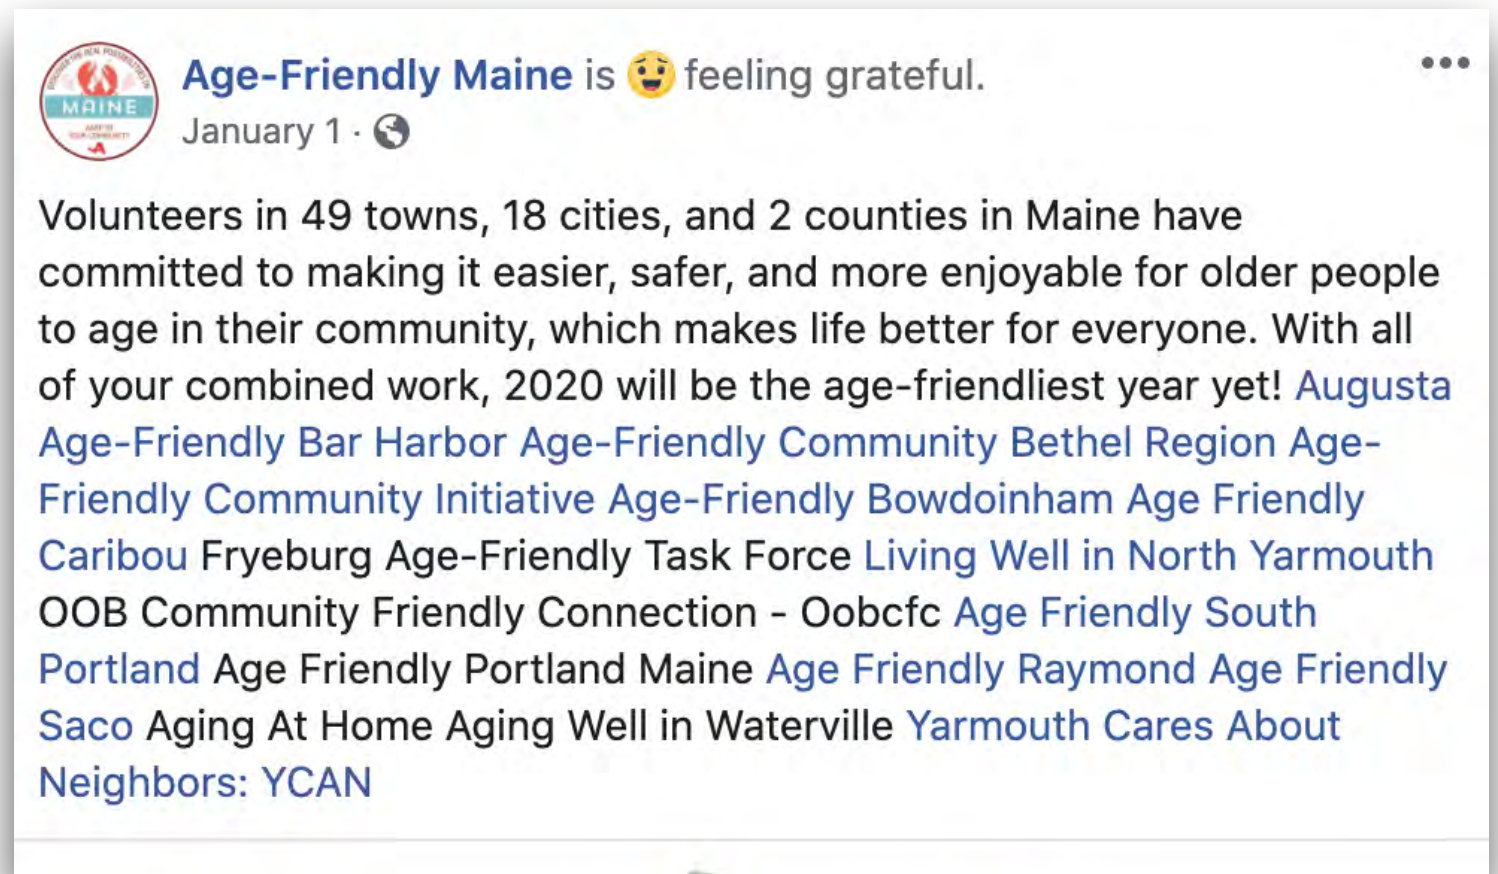 Age-Friendly Maine is feeling grateful.
January 1 ·
MAINE
Volunteers in 49 towns, 18 cities, and 2 counties in Maine have
committed to making it easier, safer, and more enjoyable for older people
to age in their community, which makes life better for everyone. With all
of your combined work, 2020 will be the age-friendliest year yet! Augusta
Age-Friendly Bar Harbor Age-Friendly Community Bethel Region Age-
Friendly Community Initiative Age-Friendly Bowdoinham Age Friendly
Caribou Fryeburg Age-Friendly Task Force Living Well in North Yarmouth
OOB Community Friendly Connection - Oobcfc Age Friendly South
Portland Age Friendly Portland Maine Age Friendly Raymond Age Friendly
Saco Aging At Home Aging Well in Waterville Yarmouth Cares About
Neighbors: YCAN